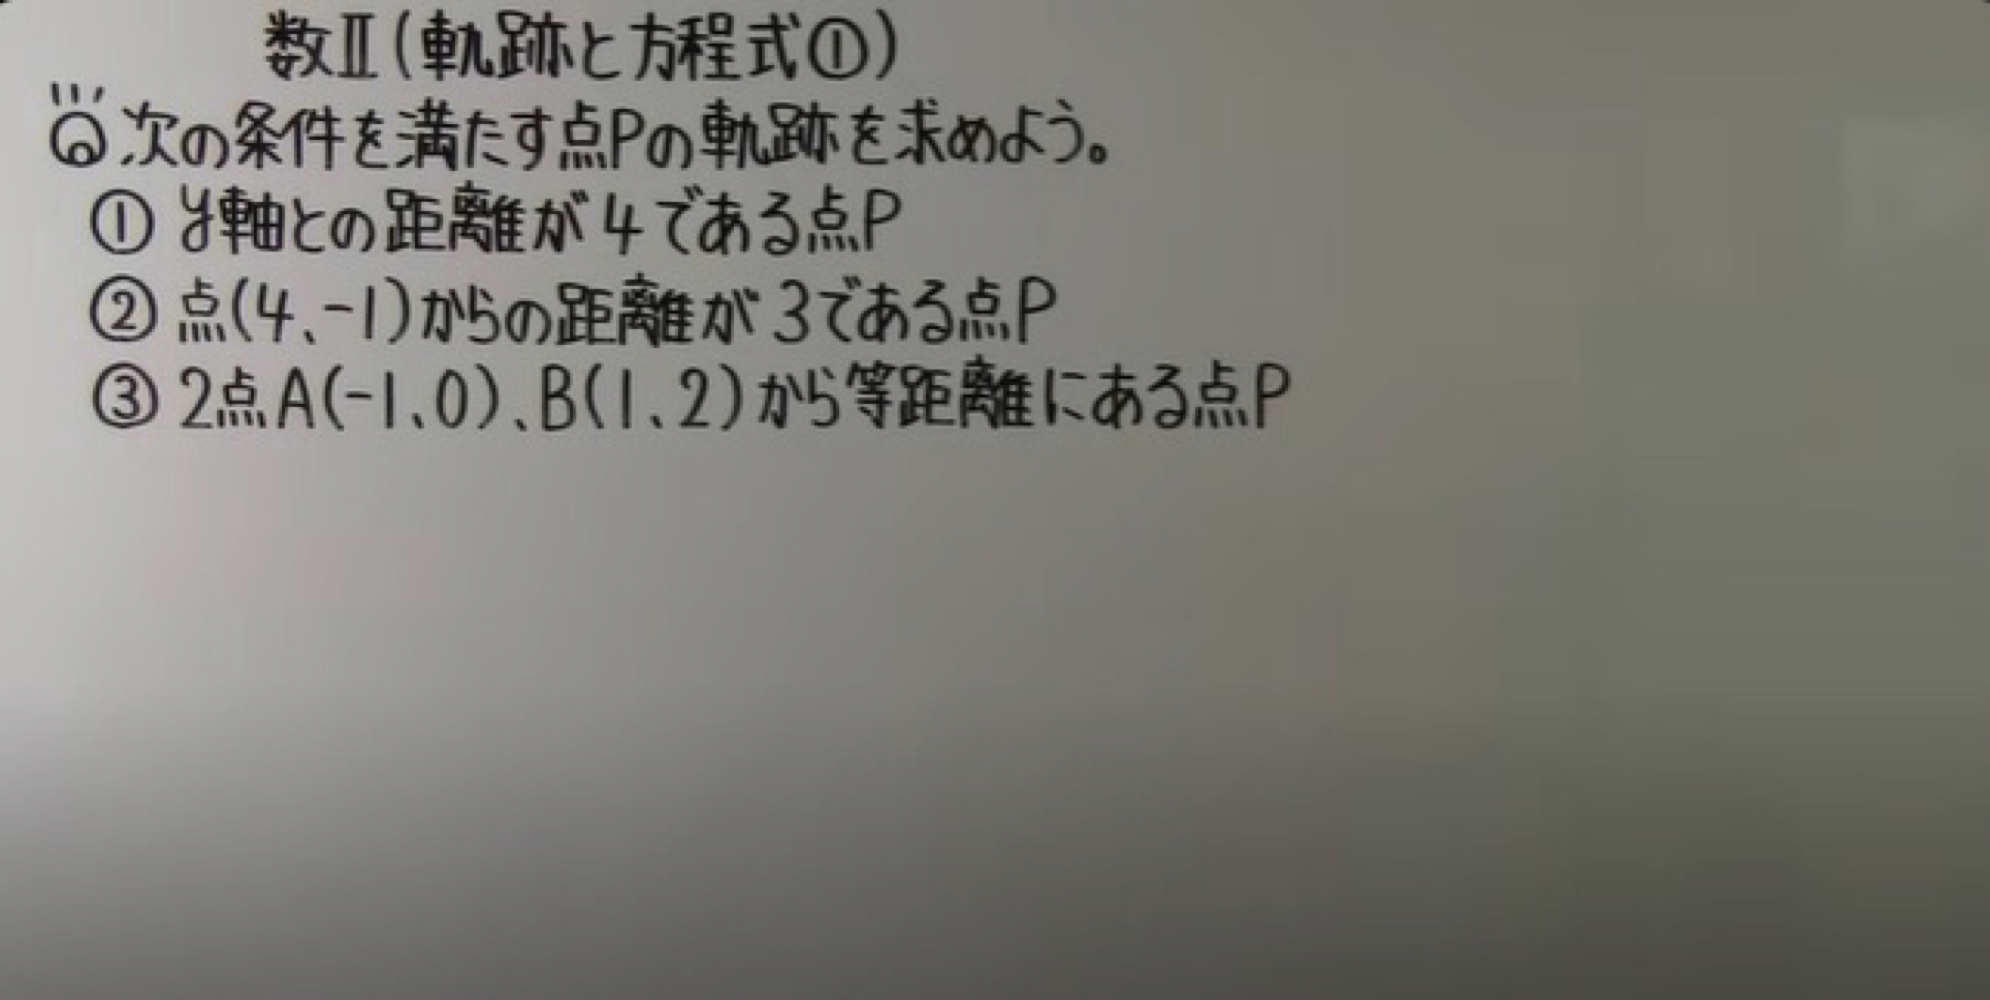 数Ⅱ(軌跡と方程式①)
次の条件を満たす点Pの軌跡を求めよう。
① y軸との距離が4である点P
② 点(4、-1)からの距離が3である点P
③ 2点A(-1、0)、B(1、2)から等距離にある点P